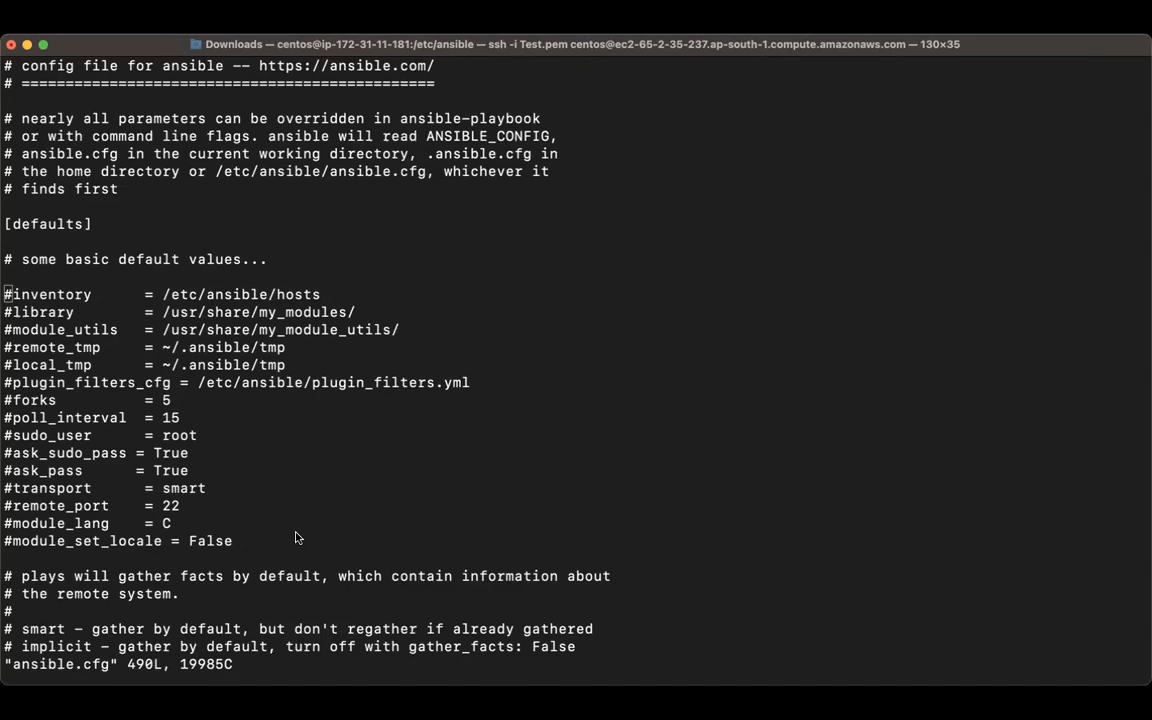 Downloads — centos@ip-172-31-11-181:/etc/ansible — ssh -i Test.pem centos@ec2-65-2-35-237.ap-south-1.compute.amazonaws.com — 130×35
# config file for ansible -- https://ansible.com/
# ===============================================

# nearly all parameters can be overridden in ansible-playbook
# or with command line flags. ansible will read ANSIBLE_CONFIG,
# ansible.cfg in the current working directory, .ansible.cfg in
# the home directory or /etc/ansible/ansible.cfg, whichever it
# finds first

[defaults]

# some basic default values...

#inventory      = /etc/ansible/hosts
#library        = /usr/share/my_modules/
#module_utils   = /usr/share/my_module_utils/
#remote_tmp     = ~/.ansible/tmp
#local_tmp      = ~/.ansible/tmp
#plugin_filters_cfg = /etc/ansible/plugin_filters.yml
#forks          = 5
#poll_interval  = 15
#sudo_user      = root
#ask_sudo_pass = True
#ask_pass      = True
#transport      = smart
#remote_port    = 22
#module_lang    = C
#module_set_locale = False

# plays will gather facts by default, which contain information about
# the remote system.
#
# smart - gather by default, but don't regather if already gathered
# implicit - gather by default, turn off with gather_facts: False
"ansible.cfg" 490L, 19985C